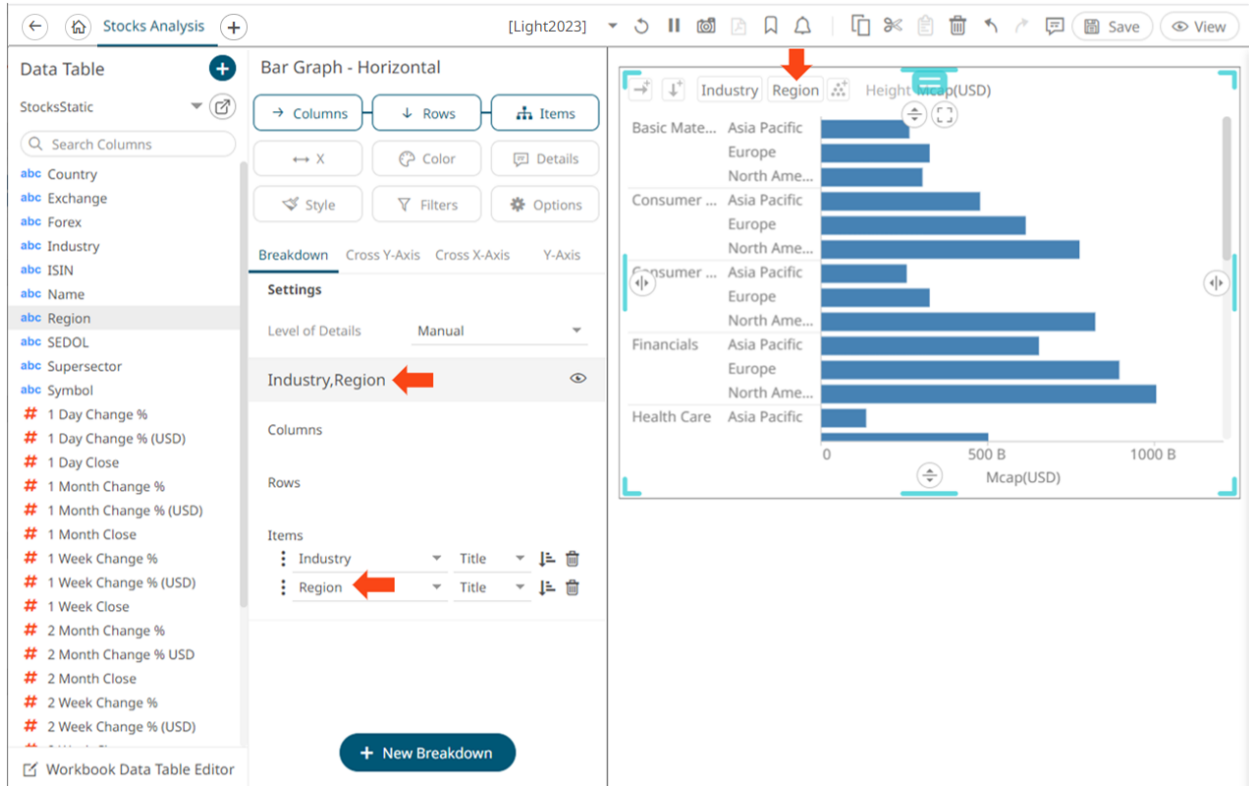 Stocks Analysis
[Light2023]
Save
View
Data Table
StocksStatic
Search Columns
abc Country
abc Exchange
abc Forex
abc Industry
abc ISIN
abc Name
abc Region
abc SEDOL
abc Supersector
abc Symbol
# 1 Day Change %
# 1 Day Change % (USD)
# 1 Day Close
# 1 Month Change %
# 1 Month Change % (USD)
# 1 Month Close
# 1 Week Change %
# 1 Week Change % (USD)
# 1 Week Close
# 2 Month Change %
# 2 Month Change % USD
# 2 Month Close
# 2 Week Change %
# 2 Week Change % (USD)
Workbook Data Table Editor
Bar Graph - Horizontal
Columns
Rows
Items
X
Color
Details
Style
Filters
Options
Breakdown
Cross Y-Axis
Cross X-Axis
Y-Axis
Settings
Level of Details
Manual
Industry,Region
Columns
Rows
Items
Industry
Title
Region
Title
+ New Breakdown
Industry
Region
Height Mcap(USD)
Basic Mate...
Asia Pacific
Europe
North Ame...
Consumer ...
Asia Pacific
Europe
North Ame...
Consumer ...
Asia Pacific
Europe
North Ame...
Financials
Asia Pacific
Europe
North Ame...
Health Care
Asia Pacific
0
500 B
1000 B
Mcap(USD)